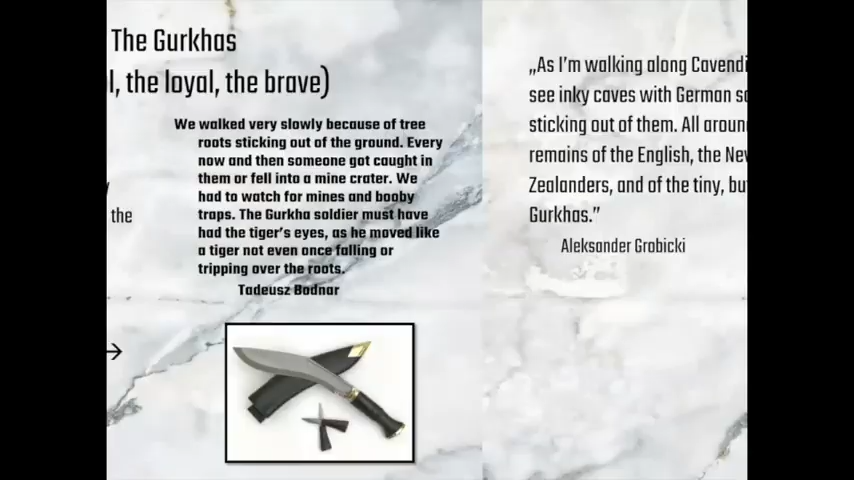 The Gurkhas
, the loyal, the brave)
We walked very slowly because of tree
roots sticking out of the ground. Every
now and then someone got caught in
them or fell into a mine crater. We
had to watch for mines and booby
traps. The Gurkha soldier must have
had the tiger's eyes, as he moved like
a tiger not even once falling or
tripping over the roots.
Tadeusz Bodnar
the
„As I'm walking along
see inky caves with German
sticking out of them. All
remains of the English, the
Zealanders, and of the tiny,
Gurkhas.”
Aleksander Grobicki